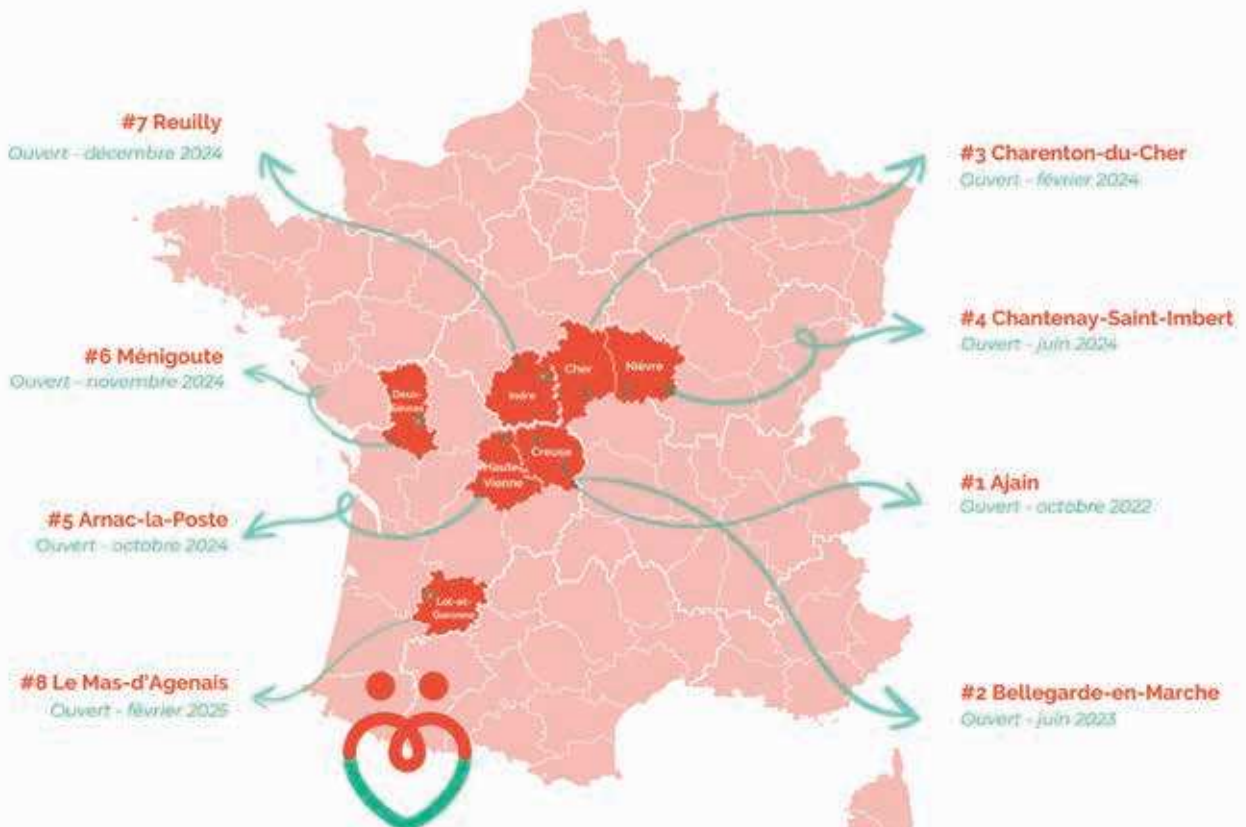 #7 Reuilly
Ouvert - décembre 2024
#3 Charenton-du-Cher
Ouvert - février 2024
#4 Chantenay-Saint-Imbert
Ouvert - juin 2024
#6 Ménigoute
Ouvert - novembre 2024
Cher
Nièvre
Indre
Deux-
Creuse
Haute-
Vienne
#1 Ajain
Ouvert - octobre 2022
#5 Arnac-la-Poste
Ouvert - octobre 2024
Lot-et-
Garonne
#8 Le Mas-d'Agenais
Ouvert - février 2025
#2 Bellegarde-en-Marche
Ouvert - juin 2023